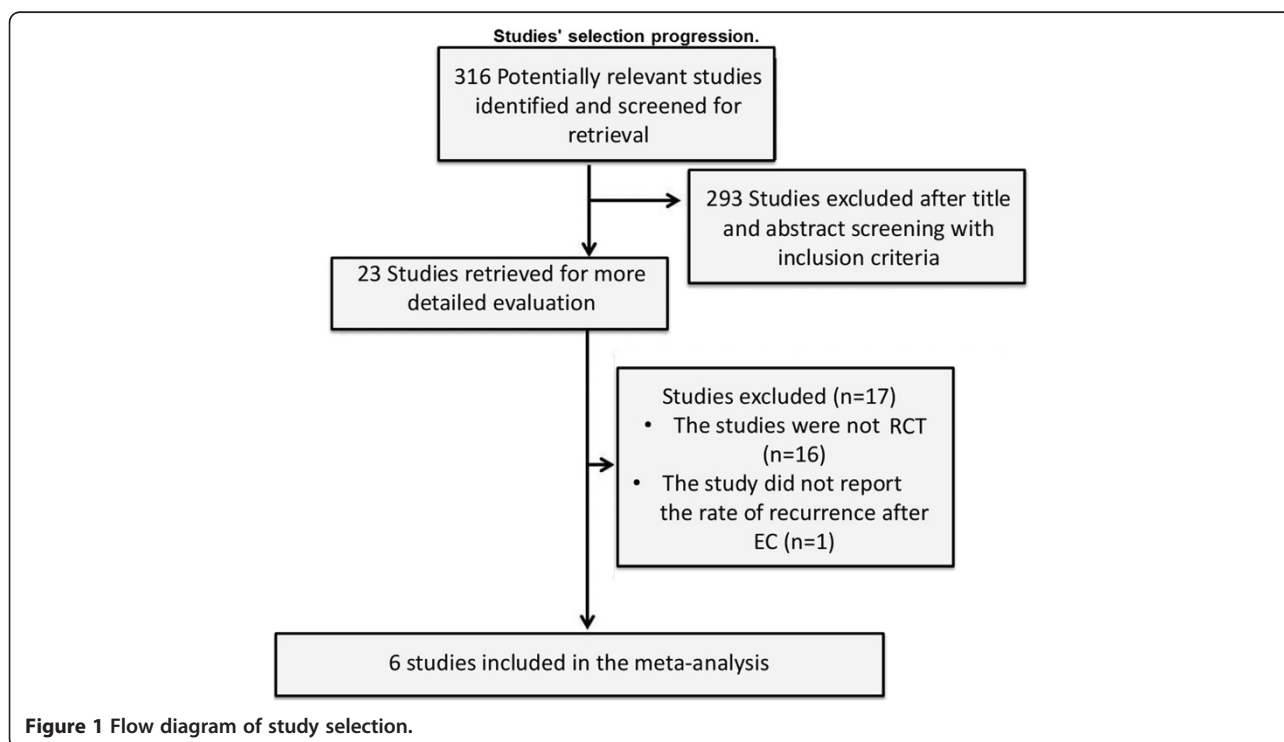 Studies' selection progression.
316 Potentially relevant studies
identified and screened for
retrieval
293 Studies excluded after title
and abstract screening with
inclusion criteria
23 Studies retrieved for more
detailed evaluation
Studies excluded (n=17)
• The studies were not RCT
(n=16)
• The study did not report
the rate of recurrence after
EC (n=1)
6 studies included in the meta-analysis
Figure 1 Flow diagram of study selection.